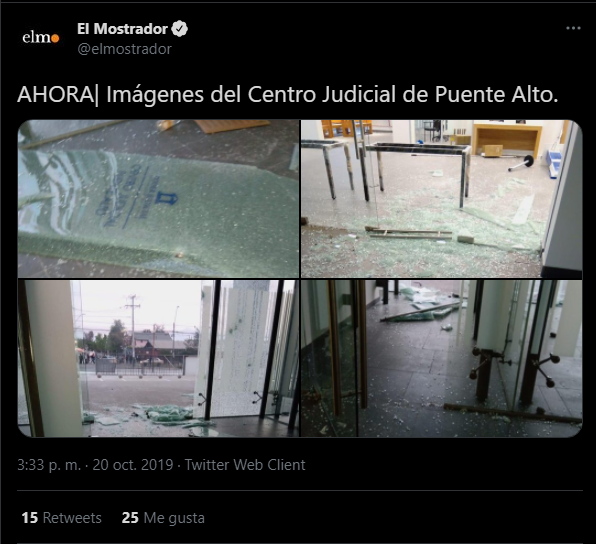 elmo
El Mostrador
@elmostrador
AHORA| Imágenes del Centro Judicial de Puente Alto.
3:33 p. m. · 20 oct. 2019 · Twitter Web Client
15 Retweets 25 Me gusta